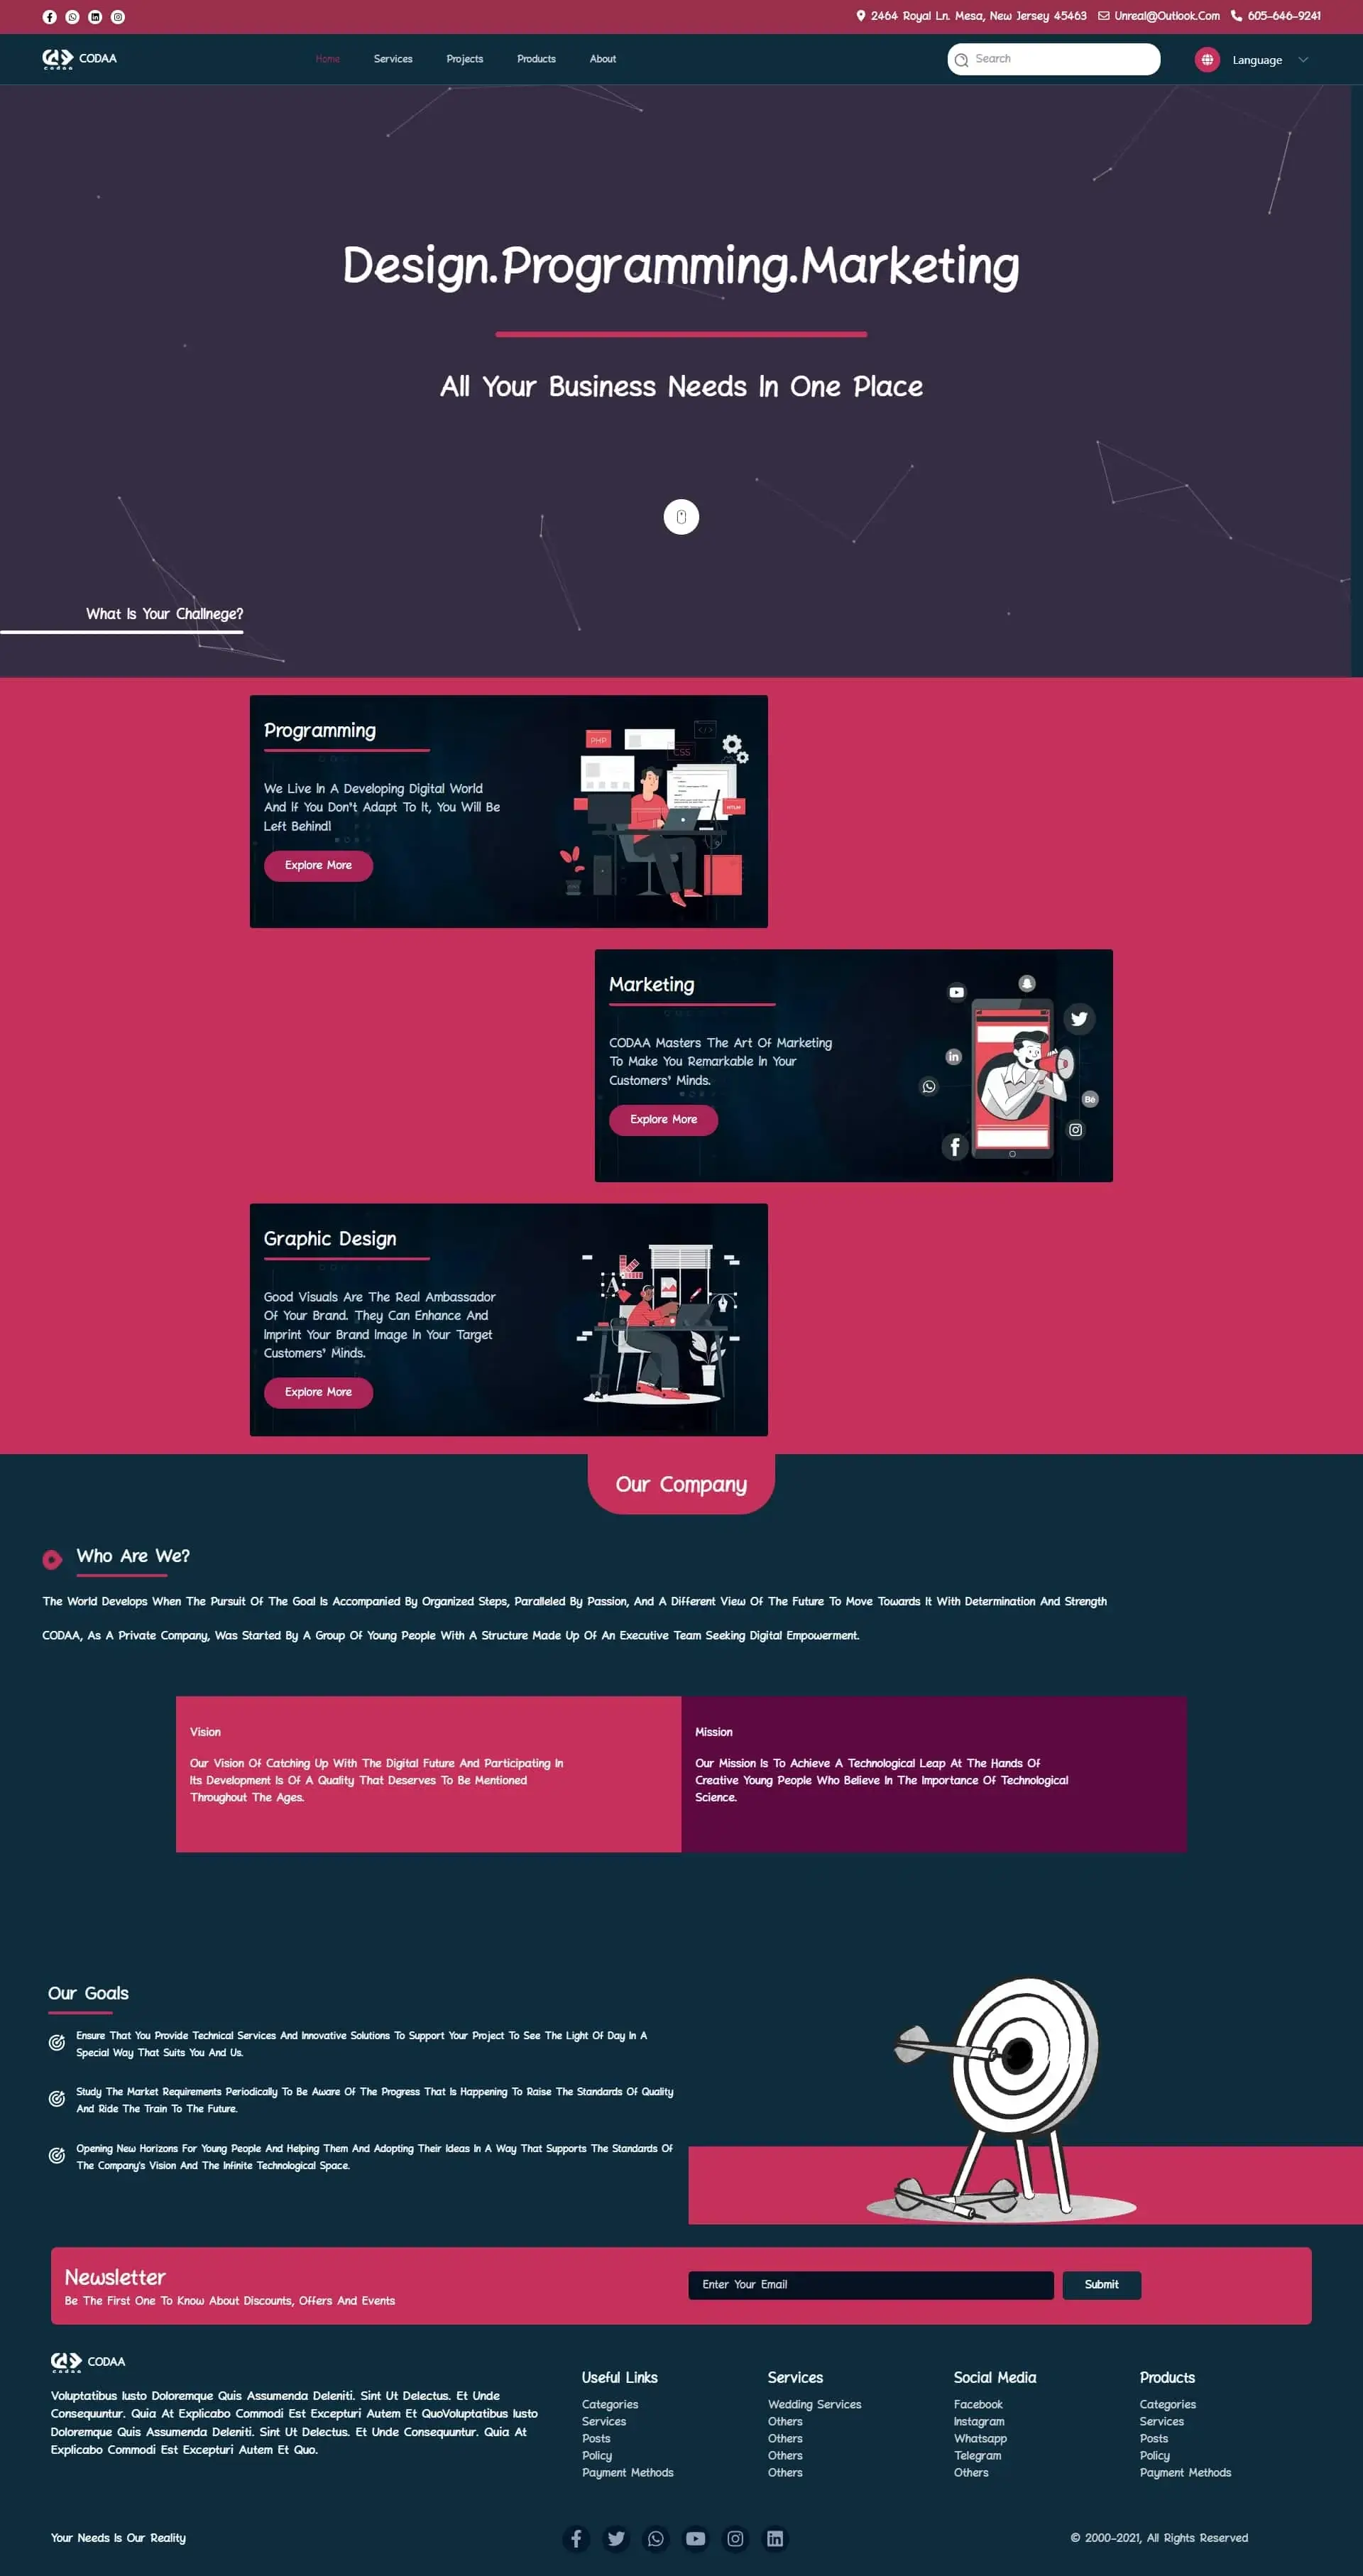 2464 Royal Ln. Mesa, New Jersey 45463 Unreal@Outlook.Com 605-646-9241
codaa CODAA Home Services Projects Products About Search Language
Design.Programming.Marketing
All Your Business Needs In One Place
What Is Your Challnege?
Programming
We Live In A Developing Digital World
And If You Don't Adapt To It, You Will Be
Left Behind!
Explore More
PHP
CSS
HTML
Marketing
CODAA Masters The Art Of Marketing
To Make You Remarkable In Your
Customers' Minds.
Explore More
in
Bē
Graphic Design
Good Visuals Are The Real Ambassador
Of Your Brand. They Can Enhance And
Imprint Your Brand Image In Your Target
Customers' Minds.
Explore More
A
Our Company
Who Are We?
The World Develops When The Pursuit Of The Goal Is Accompanied By Organized Steps, Paralleled By Passion, And A Different View Of The Future To Move Towards It With Determination And Strength
CODAA, As A Private Company, Was Started By A Group Of Young People With A Structure Made Up Of An Executive Team Seeking Digital Empowerment.
Vision
Our Vision Of Catching Up With The Digital Future And Participating In
Its Development Is Of A Quality That Deserves To Be Mentioned
Throughout The Ages.
Mission
Our Mission Is To Achieve A Technological Leap At The Hands Of
Creative Young People Who Believe In The Importance Of Technological
Science.
Our Goals
Ensure That You Provide Technical Services And Innovative Solutions To Support Your Project To See The Light Of Day In A
Special Way That Suits You And Us.
Study The Market Requirements Periodically To Be Aware Of The Progress That Is Happening To Raise The Standards Of Quality
And Ride The Train To The Future.
Opening New Horizons For Young People And Helping Them And Adopting Their Ideas In A Way That Supports The Standards Of
The Company's Vision And The Infinite Technological Space.
Newsletter
Be The First One To Know About Discounts, Offers And Events
Enter Your Email Submit
codaa CODAA
Voluptatibus Iusto Doloremque Quis Assumenda Deleniti. Sint Ut Delectus. Et Unde
Consequuntur. Quia At Explicabo Commodi Est Excepturi Autem Et QuoVoluptatibus Iusto
Doloremque Quis Assumenda Deleniti. Sint Ut Delectus. Et Unde Consequuntur. Quia At
Explicabo Commodi Est Excepturi Autem Et Quo.
Useful Links
Categories
Services
Posts
Policy
Payment Methods
Services
Wedding Services
Others
Others
Others
Others
Social Media
Facebook
Instagram
Whatsapp
Telegram
Others
Products
Categories
Services
Posts
Policy
Payment Methods
Your Needs Is Our Reality
© 2000-2021, All Rights Reserved